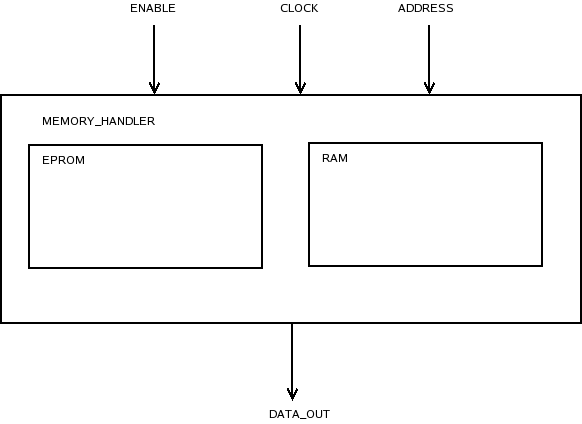 ENABLE
CLOCK
ADDRESS
MEMORY_HANDLER
EPROM
RAM
DATA_OUT